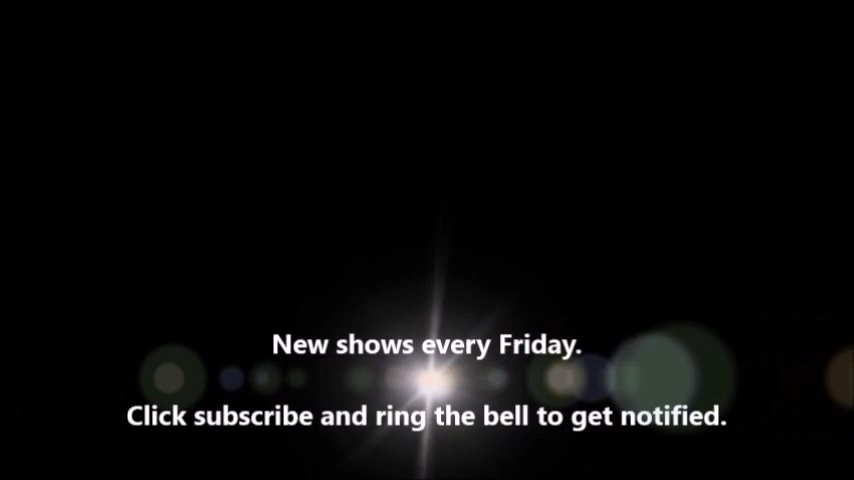 New shows every Friday.
Click subscribe and ring the bell to get notified.